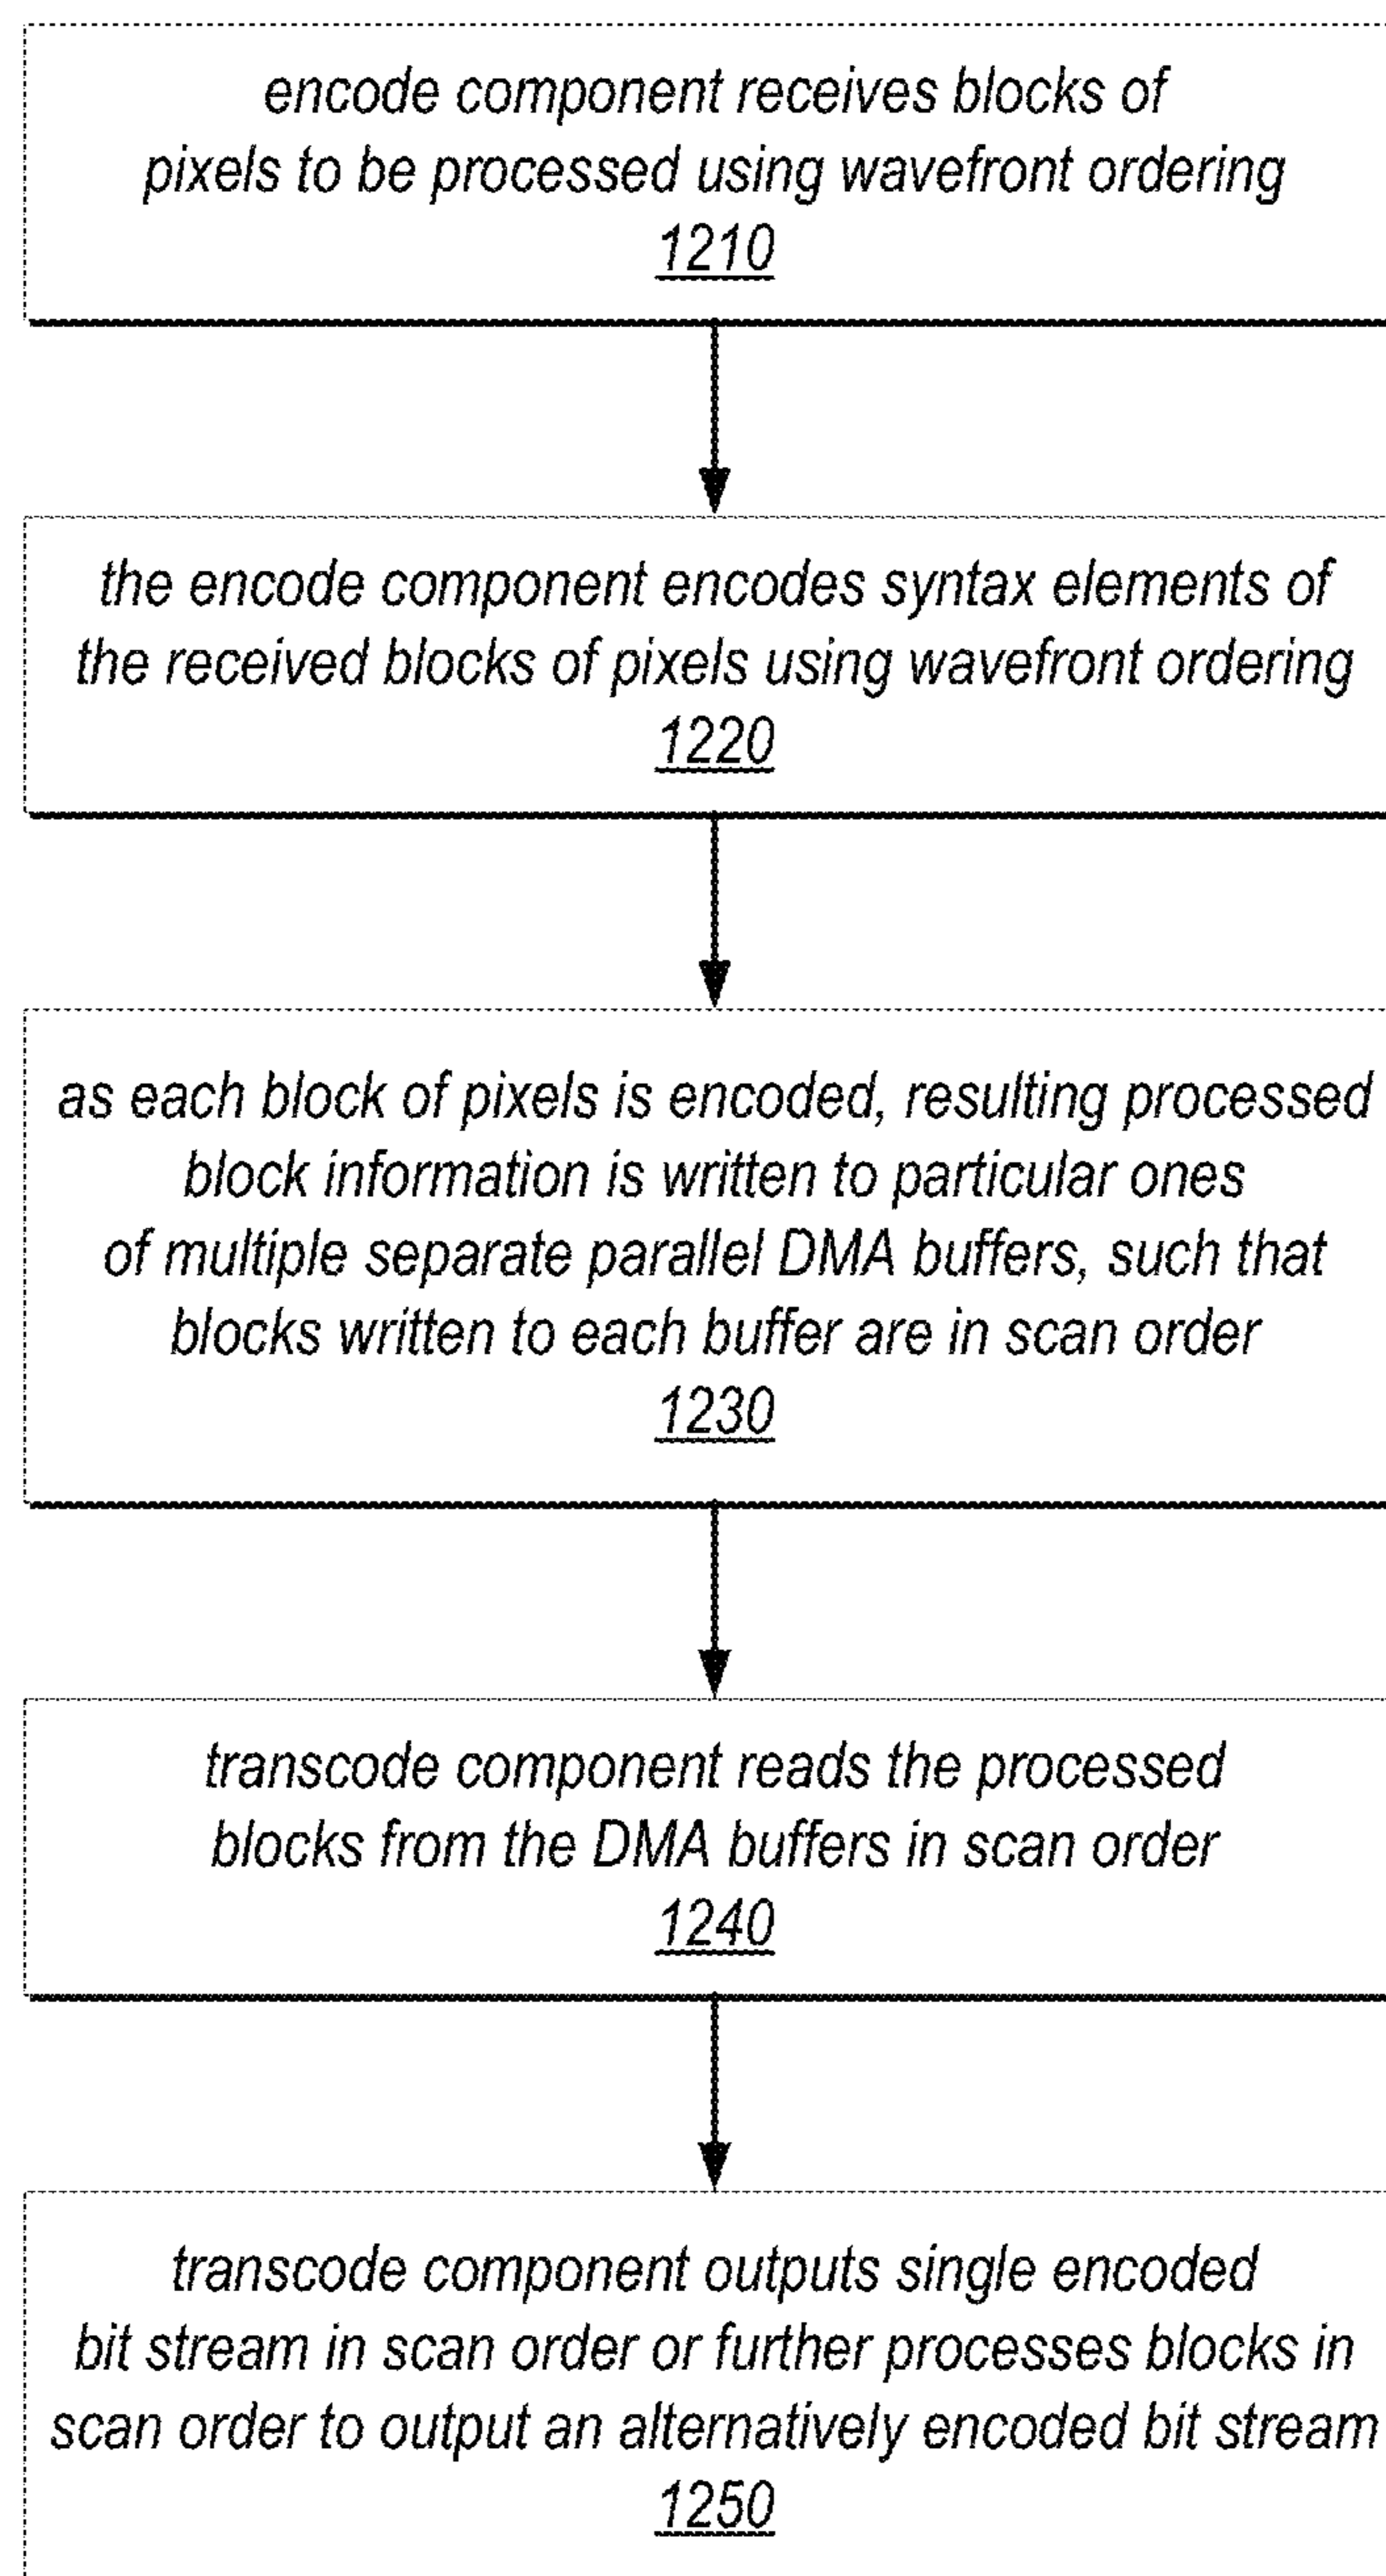 encode component receives blocks of
pixels to be processed using wavefront ordering
1210
the encode component encodes syntax elements of
the received blocks of pixels using wavefront ordering
1220
as each block of pixels is encoded, resulting processed
block information is written to particular ones
of multiple separate parallel DMA buffers, such that
blocks written to each buffer are in scan order
1230
transcode component reads the processed
blocks from the DMA buffers in scan order
1240
transcode component outputs single encoded
bit stream in scan order or further processes blocks in
scan order to output an alternatively encoded bit stream
1250